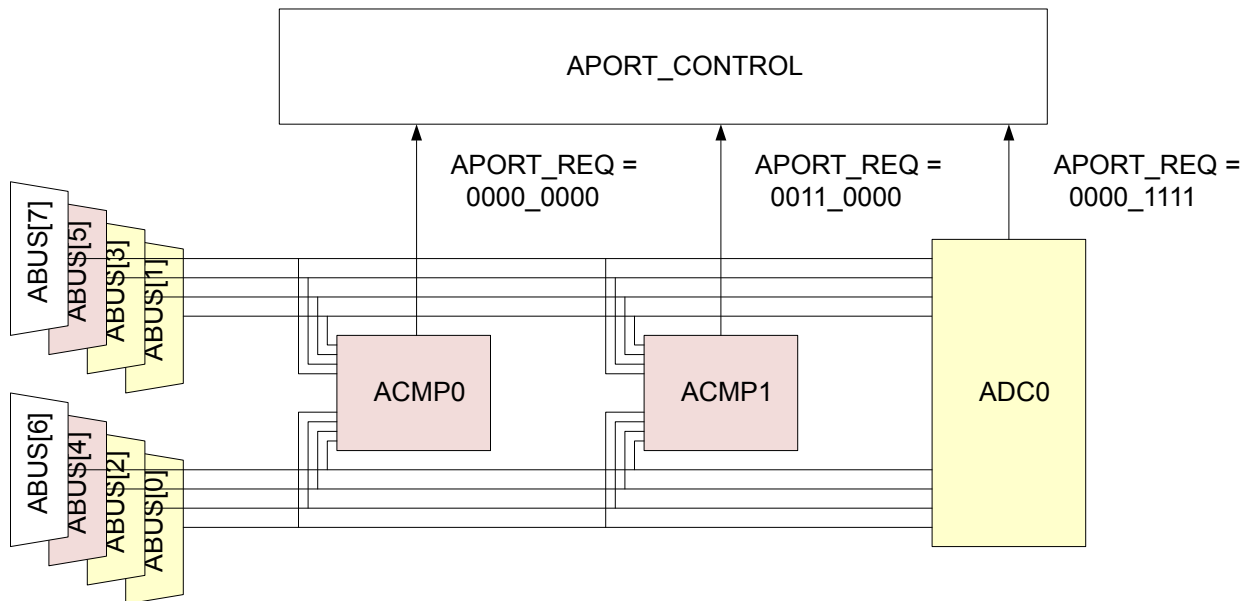 APORT_CONTROL
APORT_REQ =
0000_0000
APORT_REQ =
0011_0000
APORT_REQ =
0000_1111
ABUS[7]
ABUS[5]
ABUS[3]
ABUS[1]
ACMP0
ACMP1
ADC0
ABUS[6]
ABUS[4]
ABUS[2]
ABUS[0]